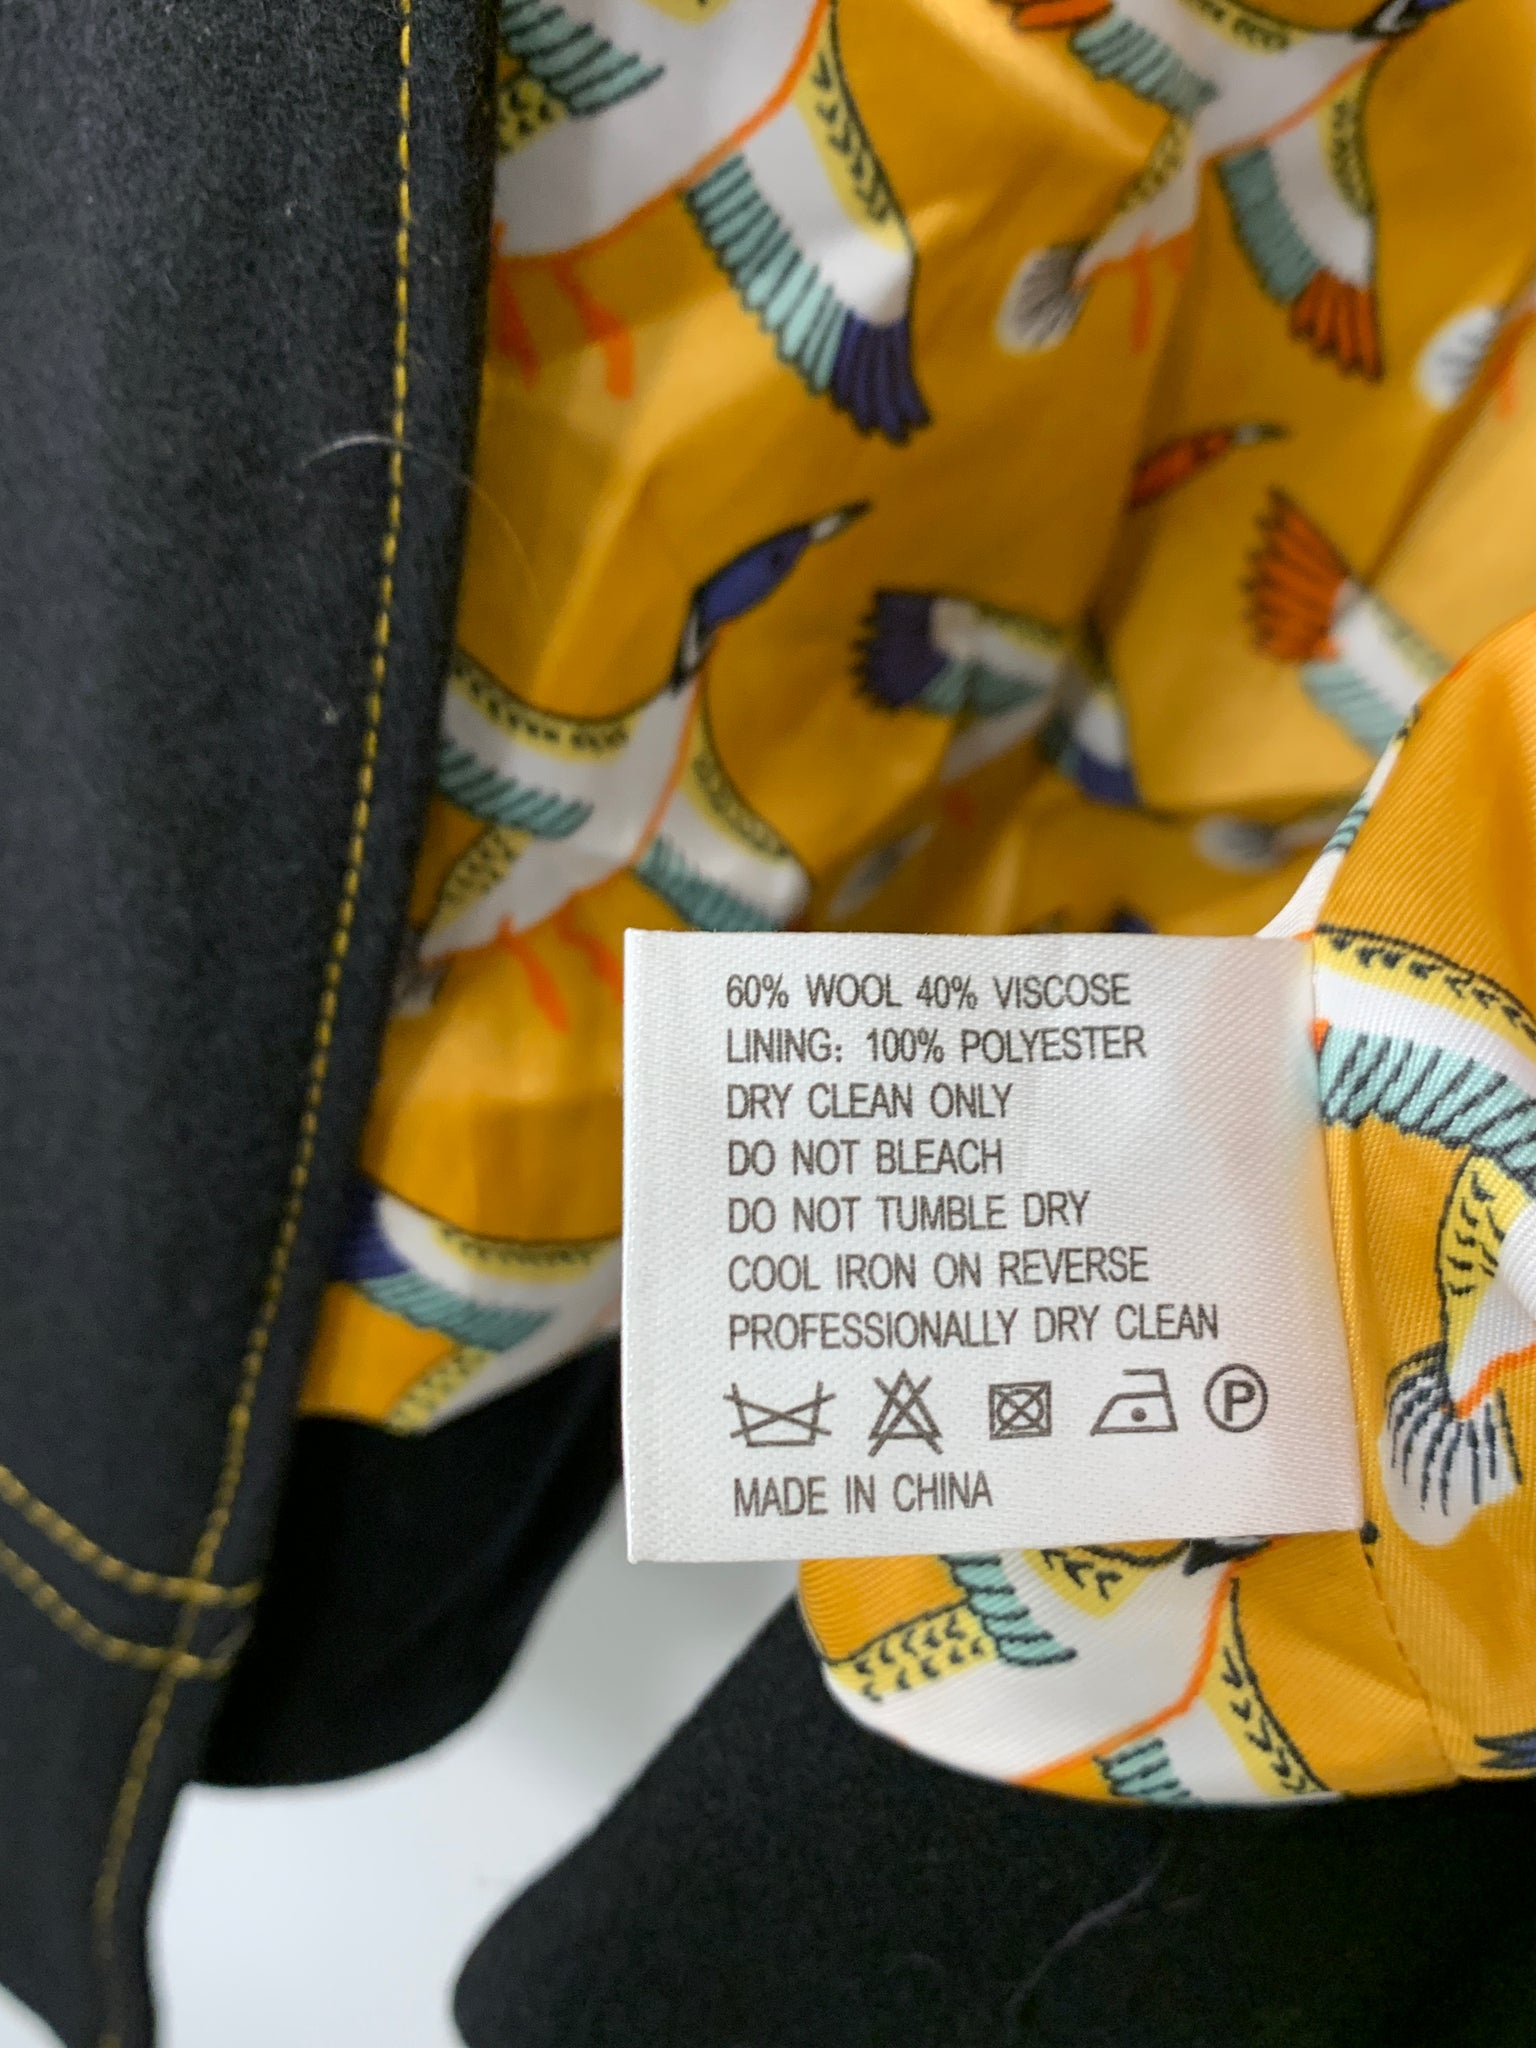 60% WOOL 40% VISCOSE
LINING: 100% POLYESTER
DRY CLEAN ONLY
DO NOT BLEACH
DO NOT TUMBLE DRY
COOL IRON ON REVERSE
PROFESSIONALLY DRY CLEAN
P
MADE IN CHINA